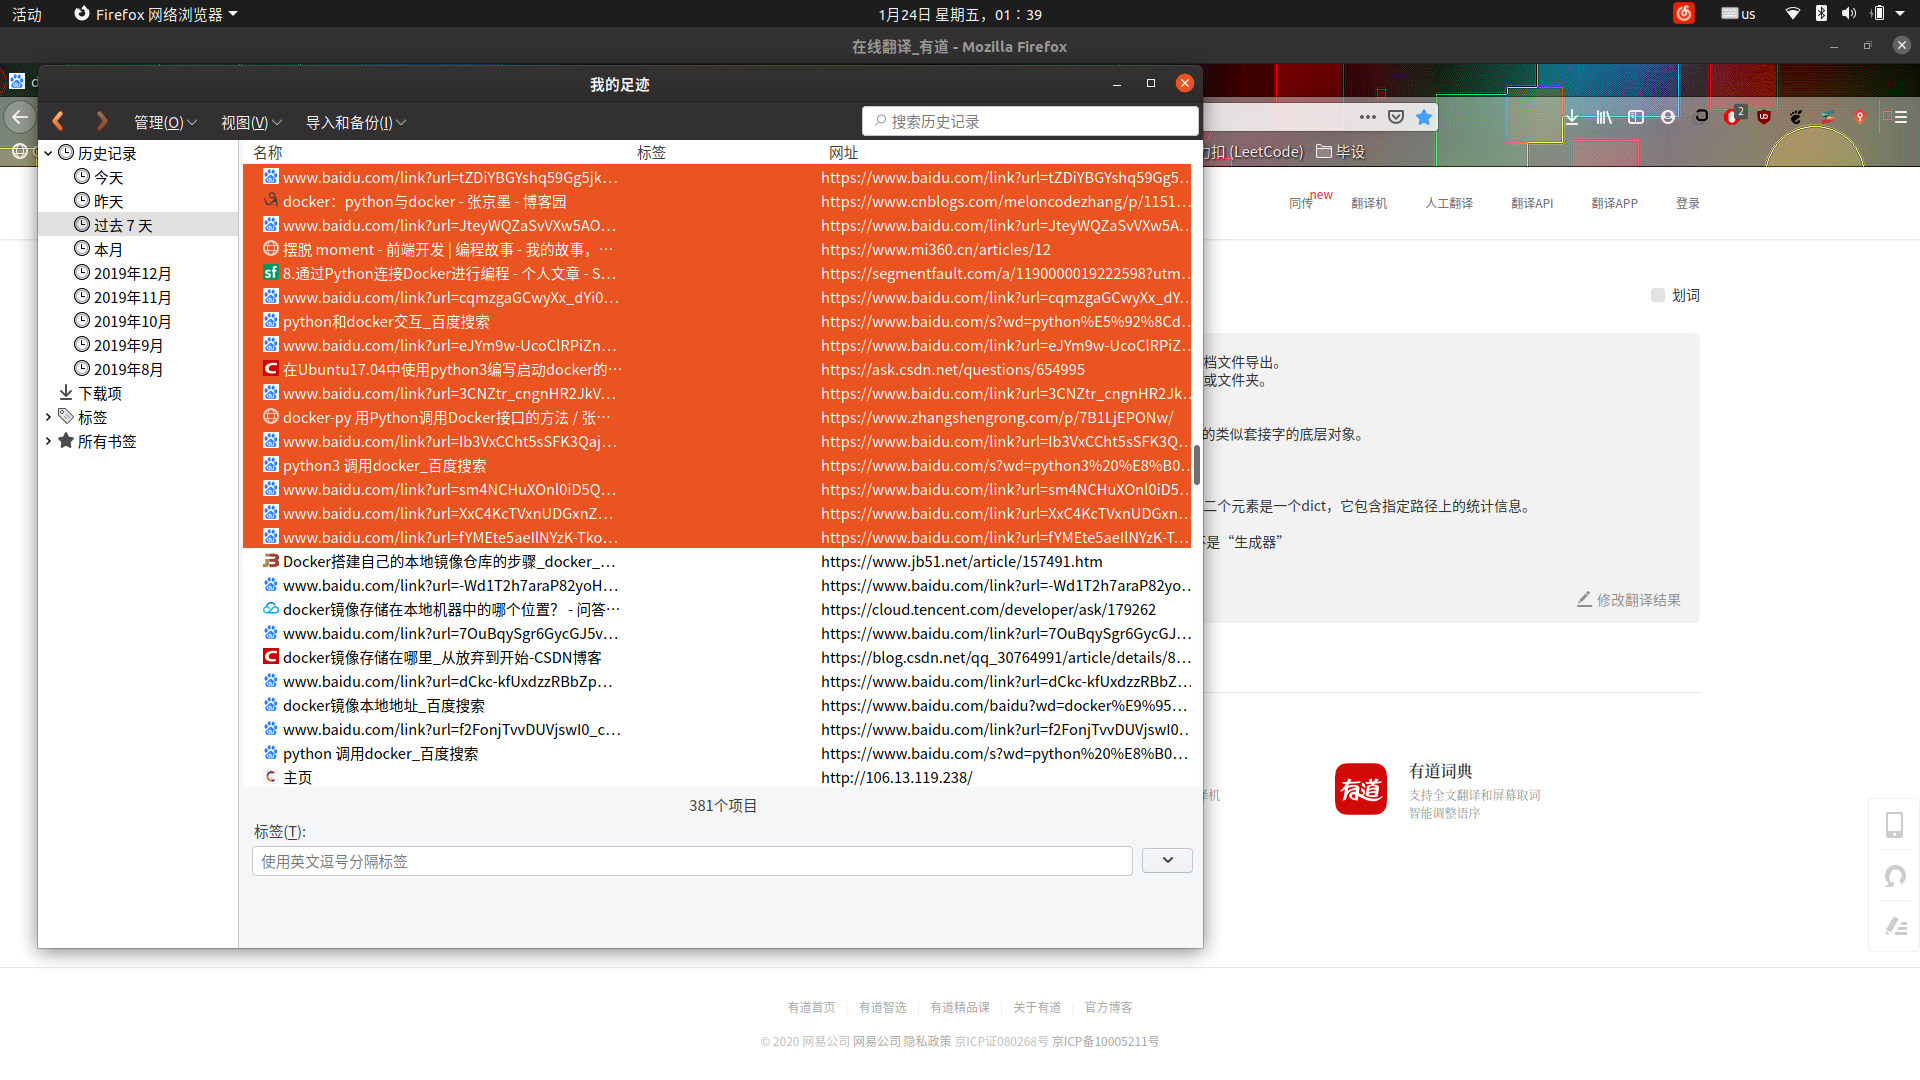 活动
Firefox 网络浏览器
1月24日 星期五，01：39
us
在线翻译_有道 - Mozilla Firefox
我的足迹
管理(O)
视图(V)
导入和备份(I)
搜索历史记录
2
扣 (LeetCode)
毕设
历史记录
今天
昨天
过去 7 天
本月
2019年12月
2019年11月
2019年10月
2019年9月
2019年8月
下载项
标签
所有书签
名称 标签 网址
www.baidu.com/link?url=tZDiYBGYshq59Gg5jk… https://www.baidu.com/link?url=tZDiYBGYshq59Gg5…
docker：python与docker - 张京墨 - 博客园 https://www.cnblogs.com/meloncodezhang/p/1151…
www.baidu.com/link?url=JteyWQZaSvVXw5AO… https://www.baidu.com/link?url=JteyWQZaSvVXw5A…
摆脱 moment - 前端开发 | 编程故事 - 我的故事，… https://www.mi360.cn/articles/12
8.通过Python连接Docker进行编程 - 个人文章 - S… https://segmentfault.com/a/1190000019222598?utm…
www.baidu.com/link?url=cqmzgaGCwyXx_dYi0… https://www.baidu.com/link?url=cqmzgaGCwyXx_dY…
python和docker交互_百度搜索 https://www.baidu.com/s?wd=python%E5%92%8Cd…
www.baidu.com/link?url=eJYm9w-UcoClRPiZn… https://www.baidu.com/link?url=eJYm9w-UcoClRPiZ…
在Ubuntu17.04中使用python3编写启动docker的… https://ask.csdn.net/questions/654995
www.baidu.com/link?url=3CNZtr_cngnHR2JkV… https://www.baidu.com/link?url=3CNZtr_cngnHR2Jk…
docker-py 用Python调用Docker接口的方法 / 张… https://www.zhangshengrong.com/p/7B1LjEPONw/
www.baidu.com/link?url=Ib3VxCCht5sSFK3Qaj… https://www.baidu.com/link?url=Ib3VxCCht5sSFK3Q…
python3 调用docker_百度搜索 https://www.baidu.com/s?wd=python3%20%E8%B0…
www.baidu.com/link?url=sm4NCHuXOnl0iD5Q… https://www.baidu.com/link?url=sm4NCHuXOnl0iD5…
www.baidu.com/link?url=XxC4KcTVxnUDGxnZ… https://www.baidu.com/link?url=XxC4KcTVxnUDGxn…
www.baidu.com/link?url=fYMEte5aeIlNYzK-Tko… https://www.baidu.com/link?url=fYMEte5aeIlNYzK-T…
Docker搭建自己的本地镜像仓库的步骤_docker_… https://www.jb51.net/article/157491.htm
www.baidu.com/link?url=-Wd1T2h7araP82yoH… https://www.baidu.com/link?url=-Wd1T2h7araP82yo…
docker镜像存储在本地机器中的哪个位置？ - 问答… https://cloud.tencent.com/developer/ask/179262
www.baidu.com/link?url=7OuBqySgr6GycGJ5v… https://www.baidu.com/link?url=7OuBqySgr6GycGJ…
docker镜像存储在哪里_从放弃到开始-CSDN博客 https://blog.csdn.net/qq_30764991/article/details/8…
www.baidu.com/link?url=dCkc-kfUxdzzRBbZp… https://www.baidu.com/link?url=dCkc-kfUxdzzRBbZ…
docker镜像本地地址_百度搜索 https://www.baidu.com/baidu?wd=docker%E9%95…
www.baidu.com/link?url=f2FonjTvvDUVjswI0_c… https://www.baidu.com/link?url=f2FonjTvvDUVjswI0…
python 调用docker_百度搜索 https://www.baidu.com/s?wd=python%20%E8%B0…
主页 http://106.13.119.238/
381个项目
标签(T):
使用英文逗号分隔标签
同传 new 翻译机 人工翻译 翻译API 翻译APP 登录
划词
档文件导出。
或文件夹。
的类似套接字的底层对象。
二个元素是一个dict，它包含指定路径上的统计信息。
是“生成器”
修改翻译结果
机
有道
有道词典
支持全文翻译和屏幕取词
智能调整语序
有道首页 | 有道智选 | 有道精品课 | 关于有道 | 官方博客
© 2020 网易公司 网易公司 隐私政策 京ICP证080268号 京ICP备10005211号